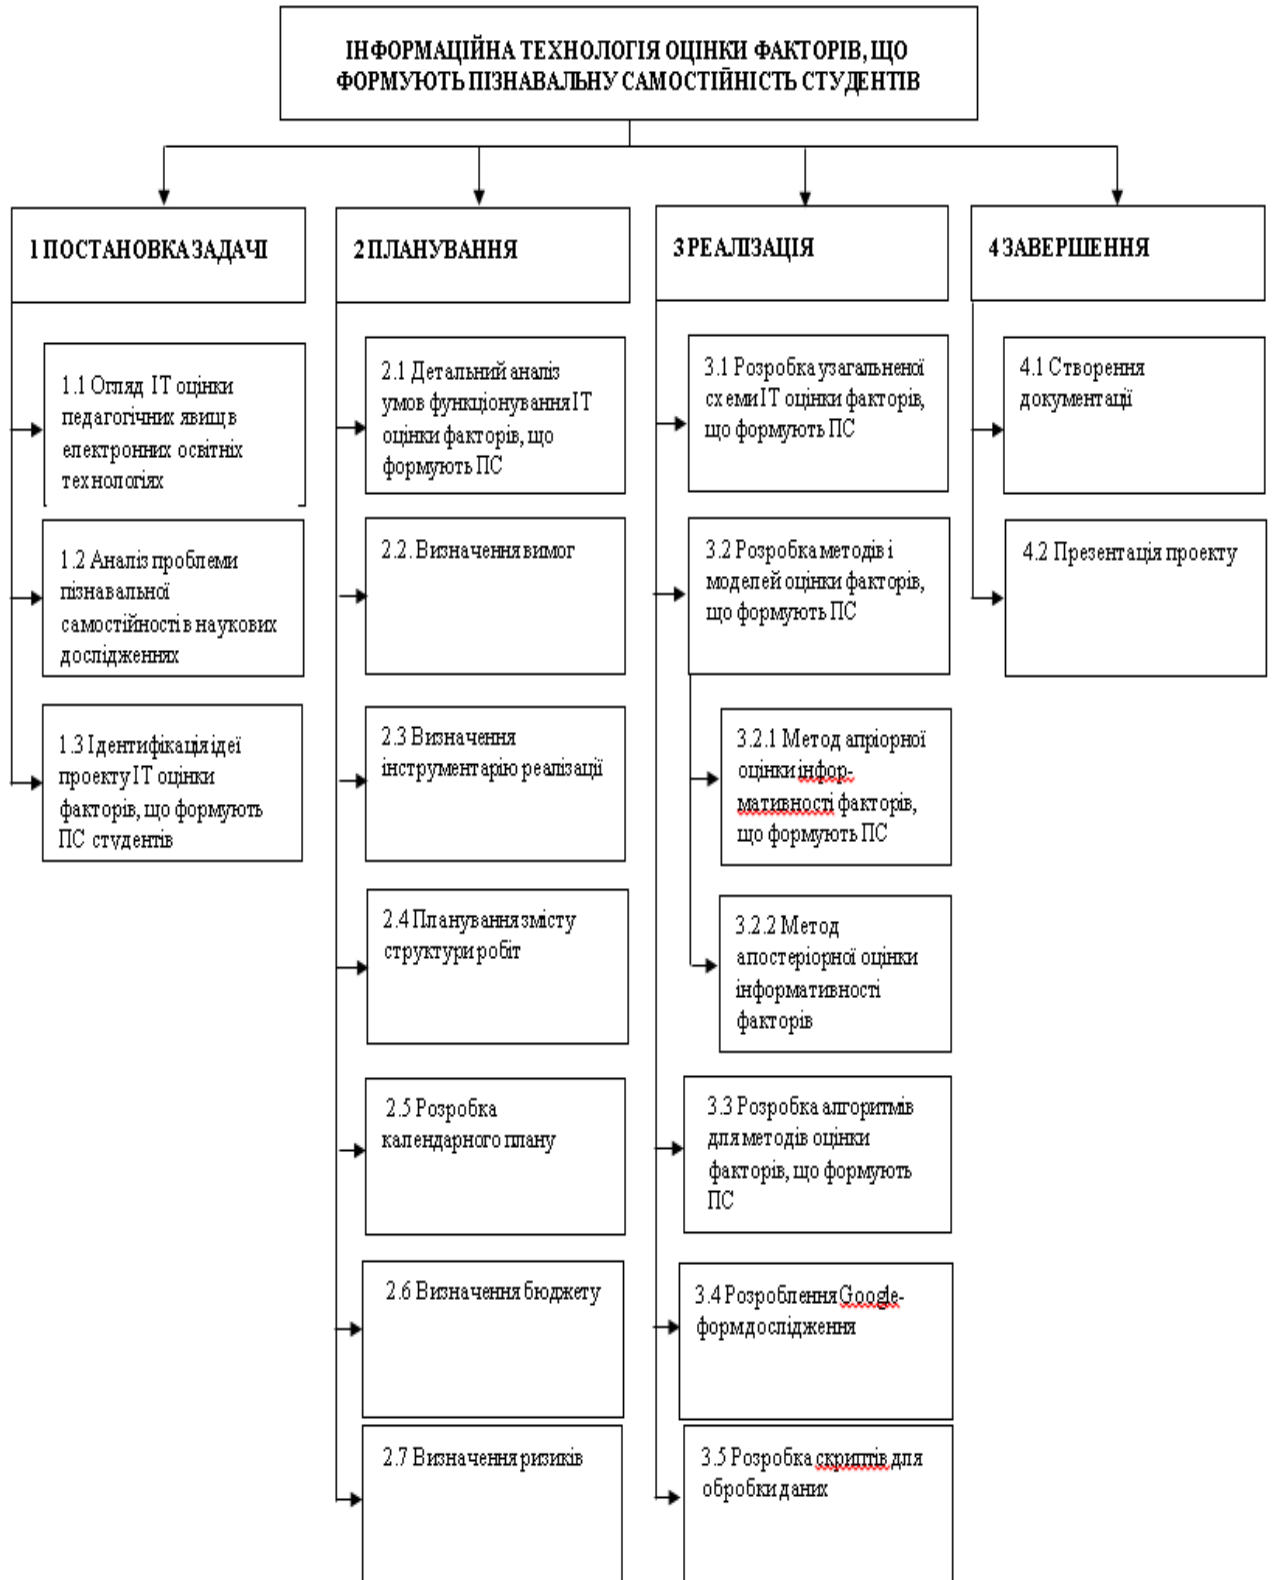 ІНФОРМАЦІЙНА ТЕХНОЛОГІЯ ОЦІНКИ ФАКТОРІВ, ЩО
ФОРМУЮТЬ ПІЗНАВАЛЬНУ САМОСТІЙНІСТЬ СТУДЕНТІВ
1 ПОСТАНОВКА ЗАДАЧІ
1.1 Огляд ІТ оцінки
педагогічних явищ в
електронних освітніх
технологіях
1.2 Аналіз проблеми
пізнавальної
самостійності в наукових
дослідженнях
1.3 Ідентифікація ідеї
проекту ІТ оцінки
факторів, що формують
ПС студентів
2 ПЛАНУВАННЯ
2.1 Детальний аналіз
умов функціонування ІТ
оцінки факторів, що
формують ПС
2.2. Визначення вимог
2.3 Визначення
інструментарію реалізації
2.4 Планування змісту
структури робіт
2.5 Розробка
календарного плану
2.6 Визначення бюджету
2.7 Визначення ризиків
3 РЕАЛІЗАЦІЯ
3.1 Розробка узагальненої
схеми ІТ оцінки факторів,
що формують ПС
3.2 Розробка методів і
моделей оцінки факторів,
що формують ПС
3.2.1 Метод апріорної
оцінки інфор-
мативності факторів,
що формують ПС
3.2.2 Метод
апостеріорної оцінки
інформативності
факторів
3.3 Розробка алгоритмів
для методів оцінки
факторів, що формують
ПС
3.4 Розроблення Google-
форм дослідження
3.5 Розробка скриптів для
обробки даних
4 ЗАВЕРШЕННЯ
4.1 Створення
документації
4.2 Презентація проекту